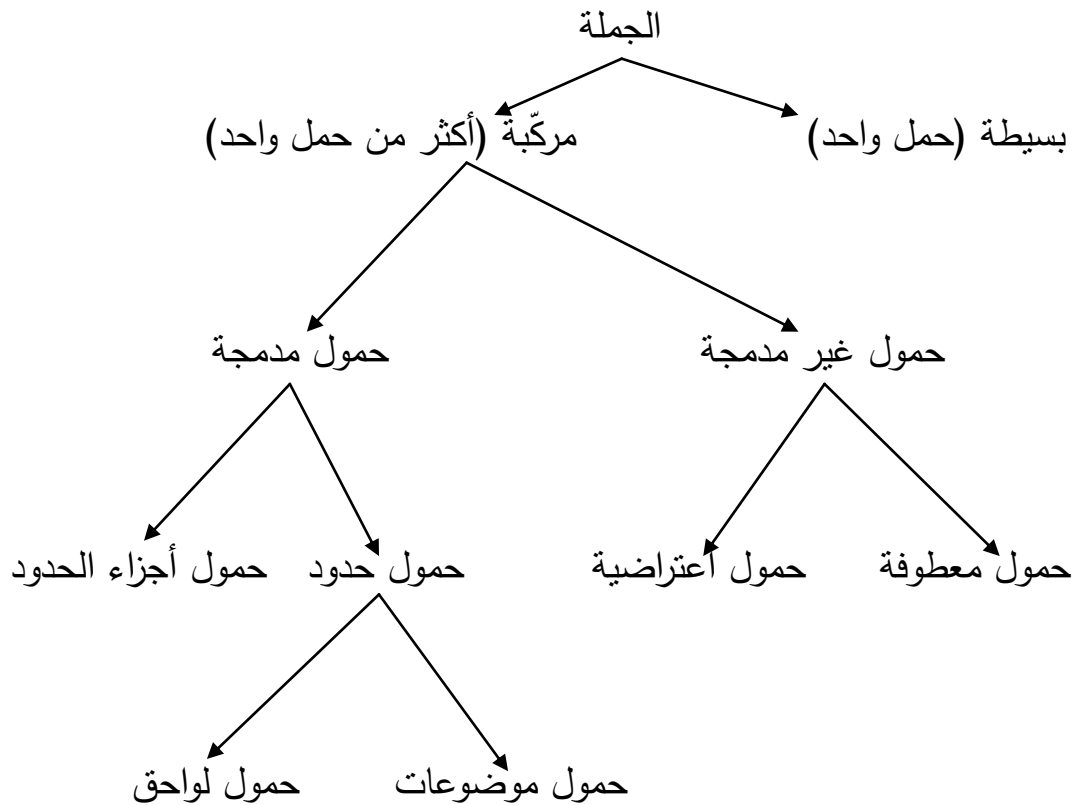 الجملة
بسيطة (حمل واحد) مركّبة (أكثر من حمل واحد)
حمول غير مدمجة حمول مدمجة
حمول معطوفة حمول اعتراضية حمول حدود حمول أجزاء الحدود
حمول موضوعات حمول لواحق